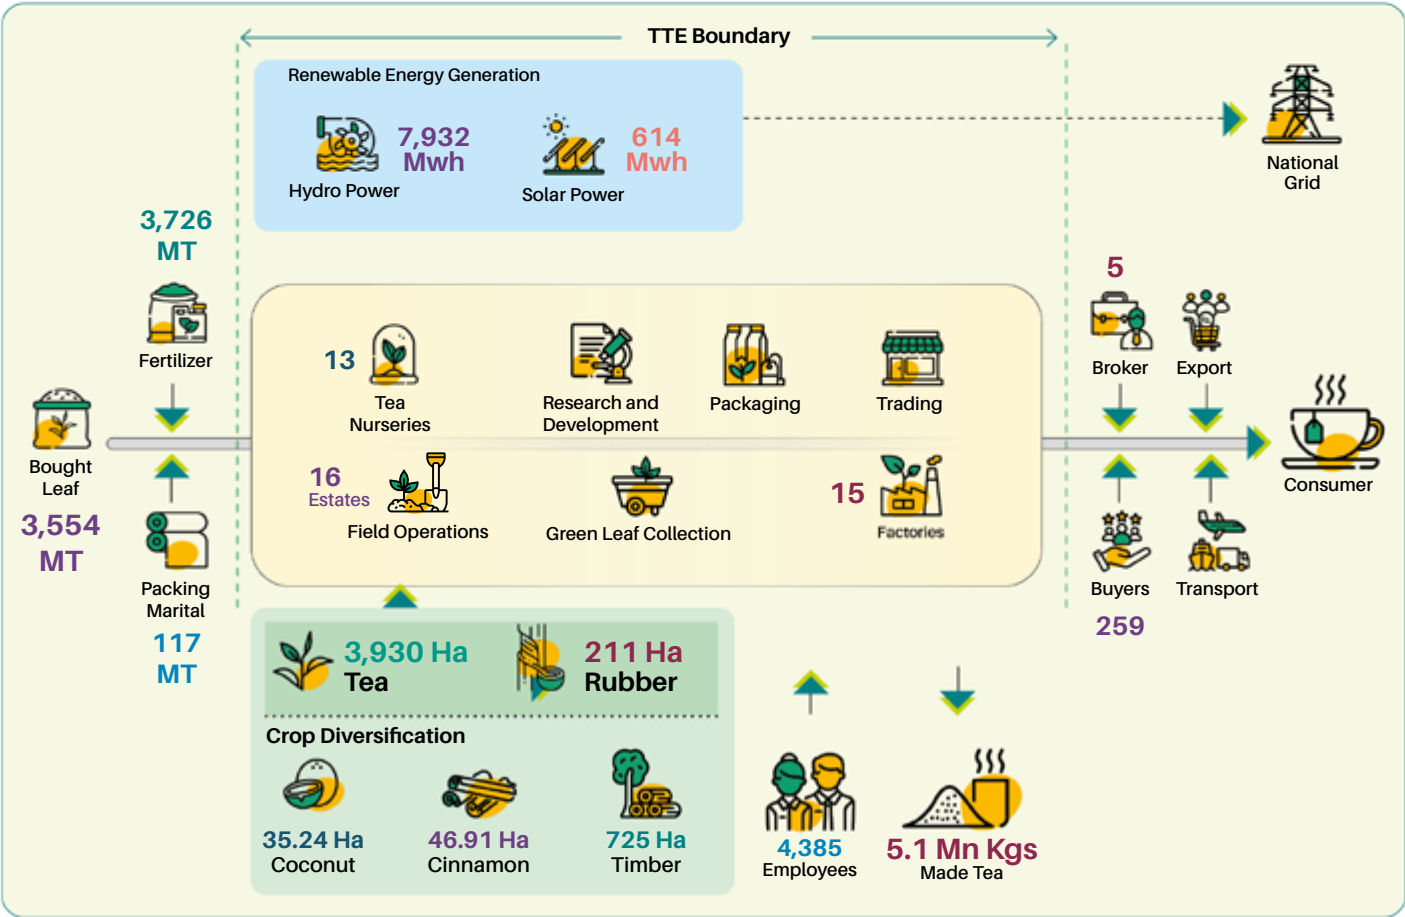 TTE Boundary
Renewable Energy Generation
7,932
Mwh
Hydro Power
614
Mwh
Solar Power
National
Grid
3,726
MT
Fertilizer
Bought
Leaf
3,554
MT
Packing
Marital
117
MT
13
Tea
Nurseries
Research and
Development
Packaging
Trading
16
Estates
Field Operations
Green Leaf Collection
15
Factories
5
Broker
Export
Buyers
259
Transport
Consumer
3,930 Ha
Tea
211 Ha
Rubber
Crop Diversification
35.24 Ha
Coconut
46.91 Ha
Cinnamon
725 Ha
Timber
4,385
Employees
5.1 Mn Kgs
Made Tea